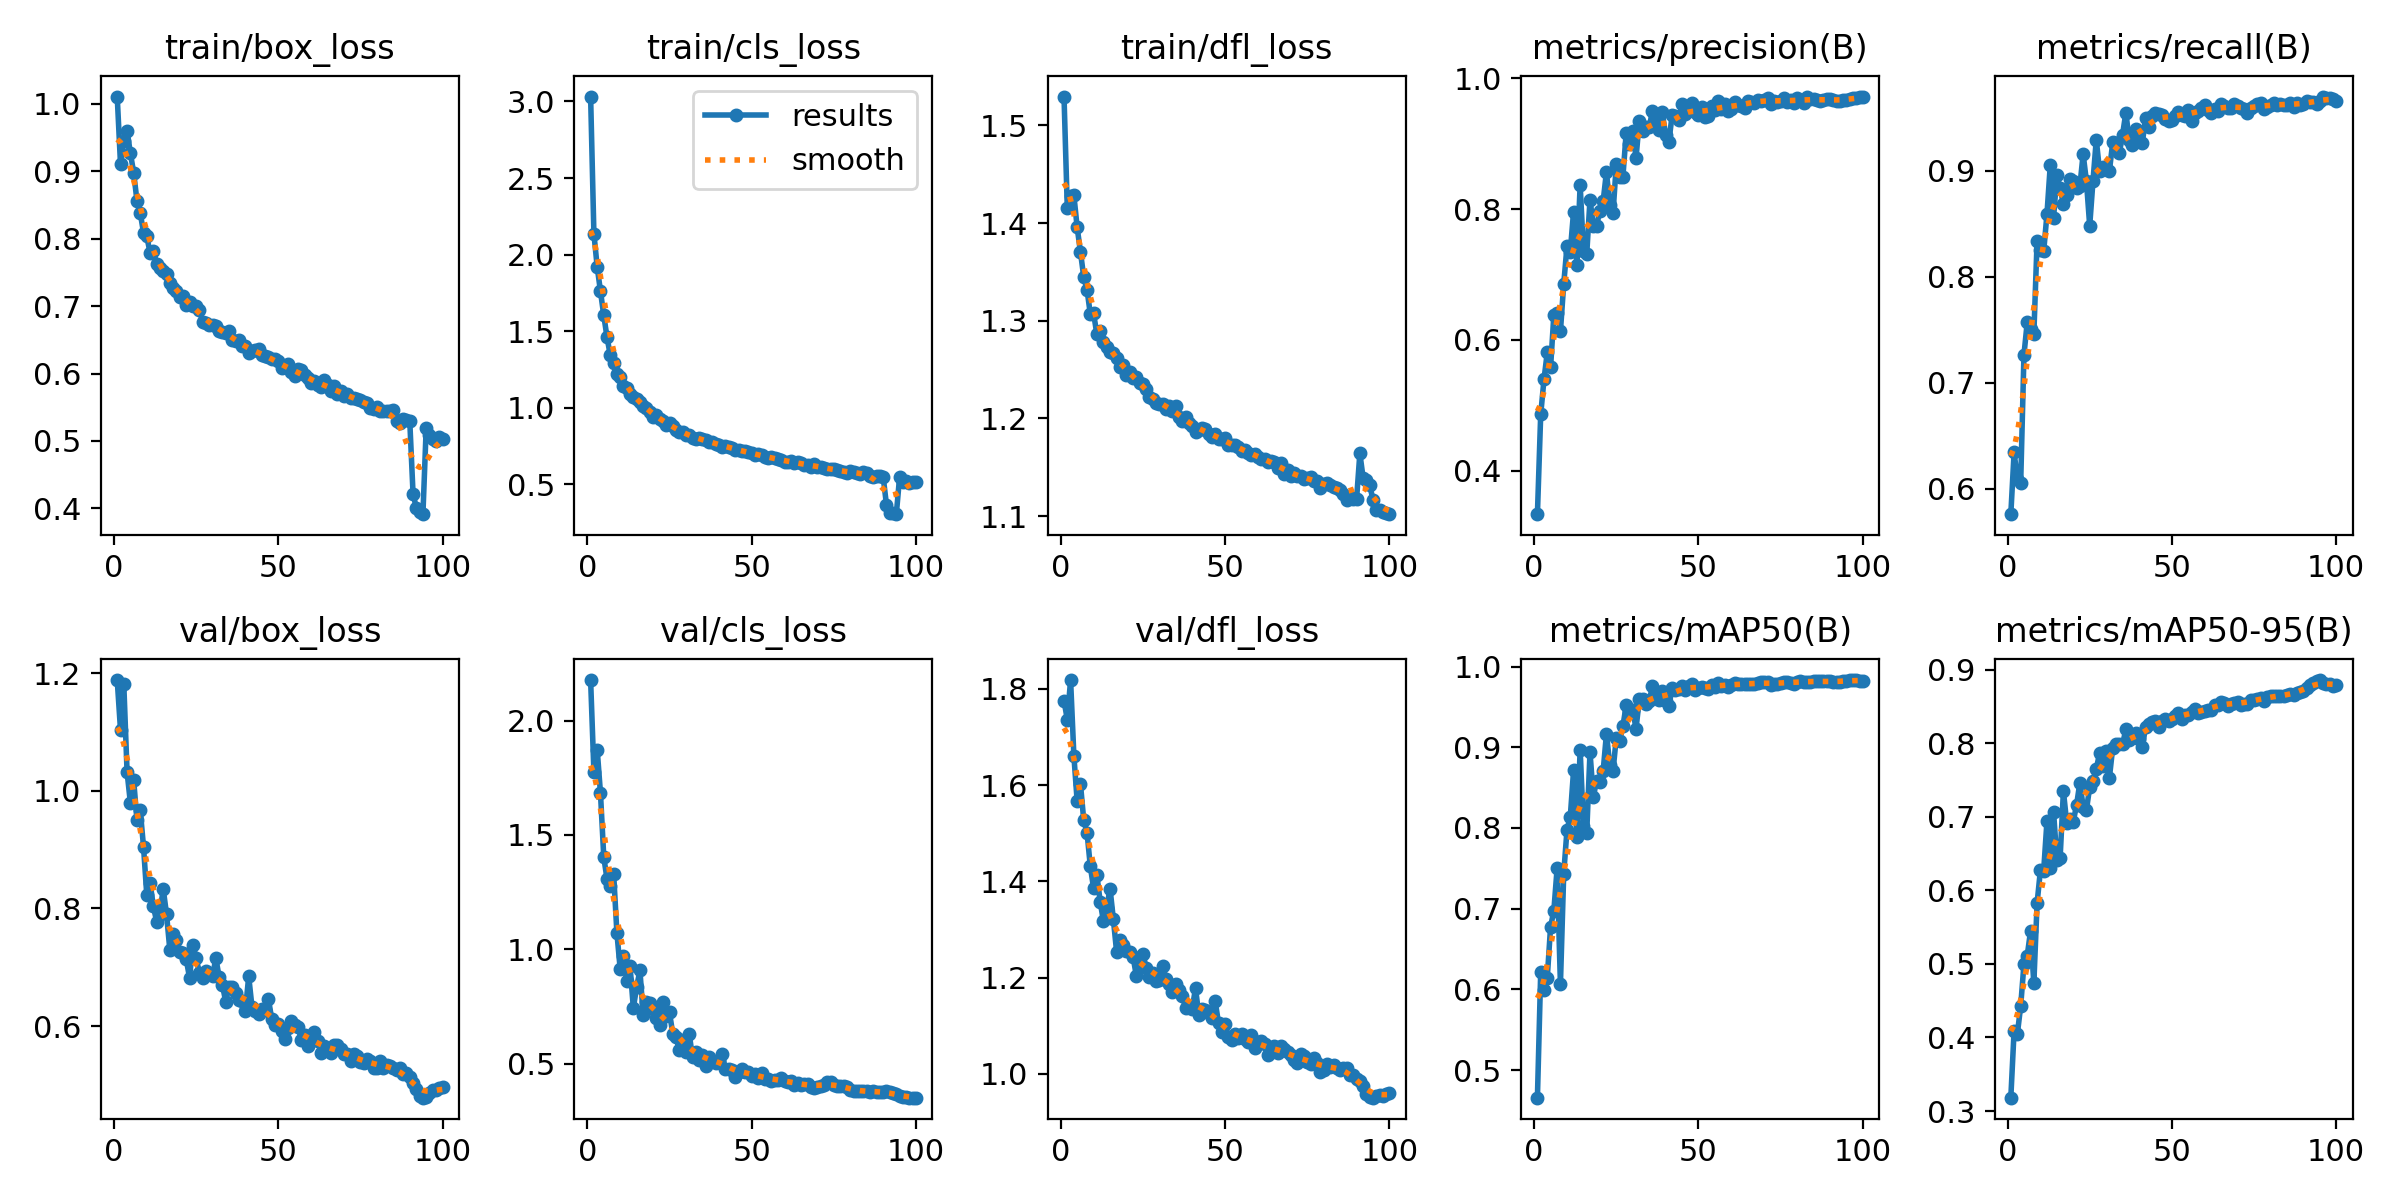 train/box_loss
train/cls_loss
train/dfl_loss
metrics/precision(B)
metrics/recall(B)
1.0
0.9
0.8
0.7
0.6
0.5
0.4
0 50 100
3.0
2.5
2.0
1.5
1.0
0.5
0 50 100
results
smooth
1.5
1.4
1.3
1.2
1.1
0 50 100
1.0
0.8
0.6
0.4
0 50 100
0.9
0.8
0.7
0.6
0 50 100
val/box_loss
val/cls_loss
val/dfl_loss
metrics/mAP50(B)
metrics/mAP50-95(B)
1.2
1.0
0.8
0.6
0 50 100
2.0
1.5
1.0
0.5
0 50 100
1.8
1.6
1.4
1.2
1.0
0 50 100
1.0
0.9
0.8
0.7
0.6
0.5
0 50 100
0.9
0.8
0.7
0.6
0.5
0.4
0.3
0 50 100